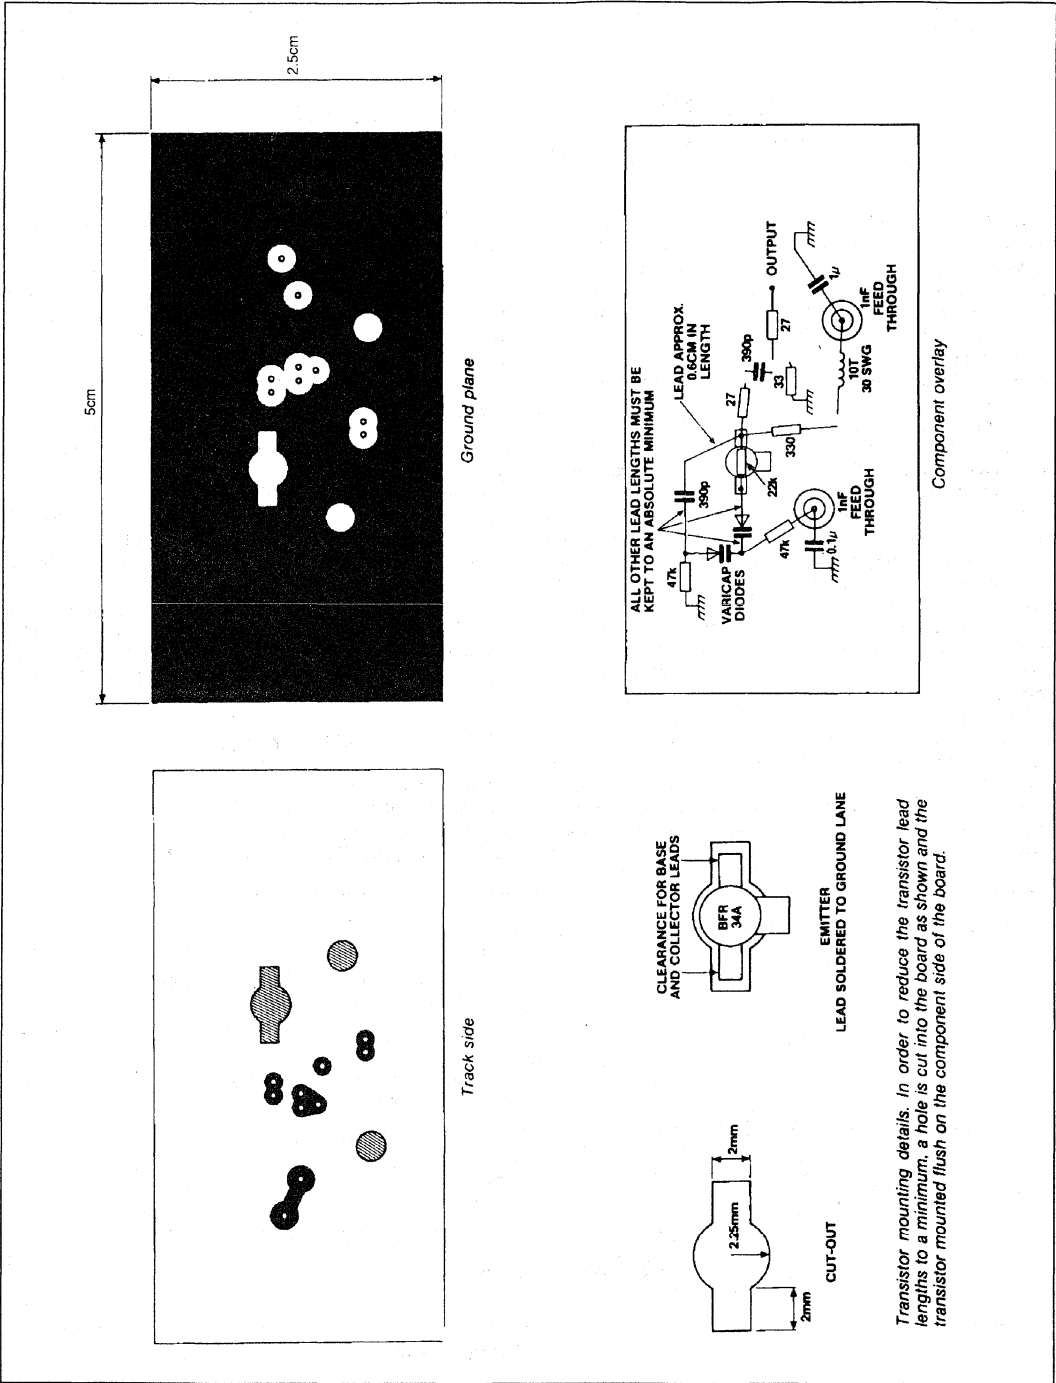 5cm
2.5cm
Ground plane
Track side
ALL OTHER LEAD LENGTHS MUST BE
KEPT TO AN ABSOLUTE MINIMUM
LEAD APPROX.
0.6CM IN
LENGTH
47k
390p
VARICAP
DIODES
22k
27
390p
33
27
OUTPUT
330
47k
0.1µ
1nF
FEED
THROUGH
10T
30 SWG
1µ
1nF
FEED
THROUGH
Component overlay
CLEARANCE FOR BASE
AND COLLECTOR LEADS
BFR
34A
EMITTER
LEAD SOLDERED TO GROUND LANE
2mm
2.25mm
2mm
CUT-OUT
Transistor mounting details. In order to reduce the transistor lead
lengths to a minimum, a hole is cut into the board as shown and the
transistor mounted flush on the component side of the board.